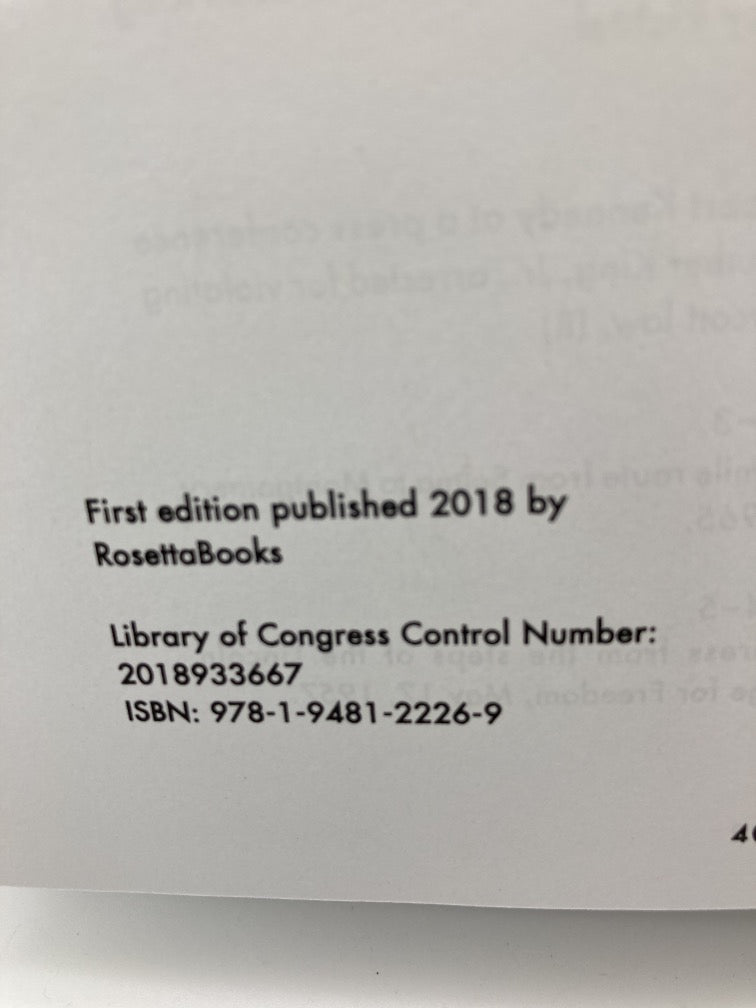 First edition published 2018 by
RosettaBooks
Library of Congress Control Number:
2018933667
ISBN: 978-1-9481-2226-9